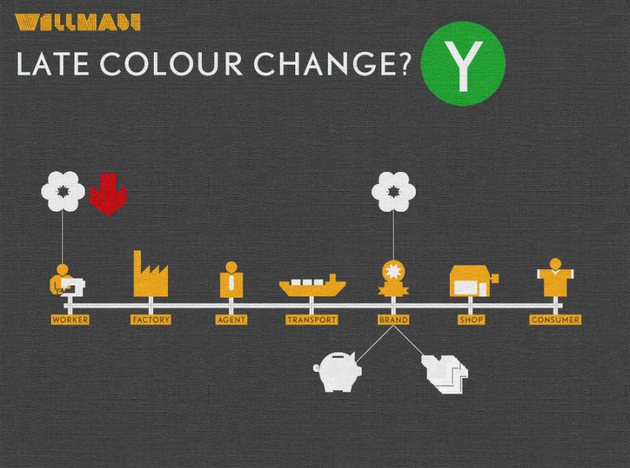 WELLMADE
LATE COLOUR CHANGE? Y
WORKER FACTORY AGENT TRANSPORT BRAND SHOP CONSUMER